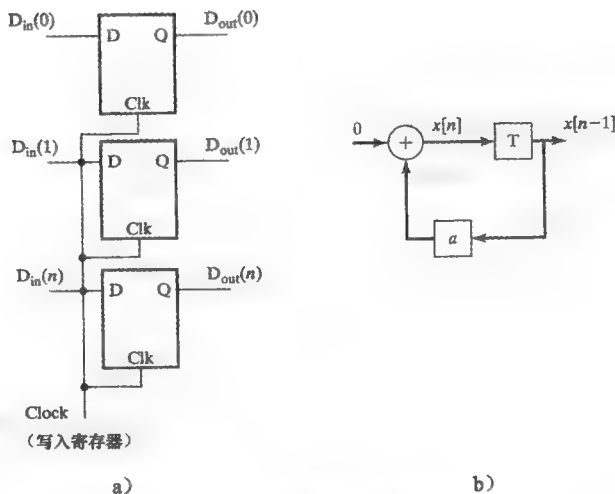 D_in(0)
D Q
D_out(0)
Clk
D_in(1)
D Q
D_out(1)
Clk
D_in(n)
D Q
D_out(n)
Clk
Clock
（写入寄存器）
a）
0
+
x[n]
T
x[n−1]
a
b）